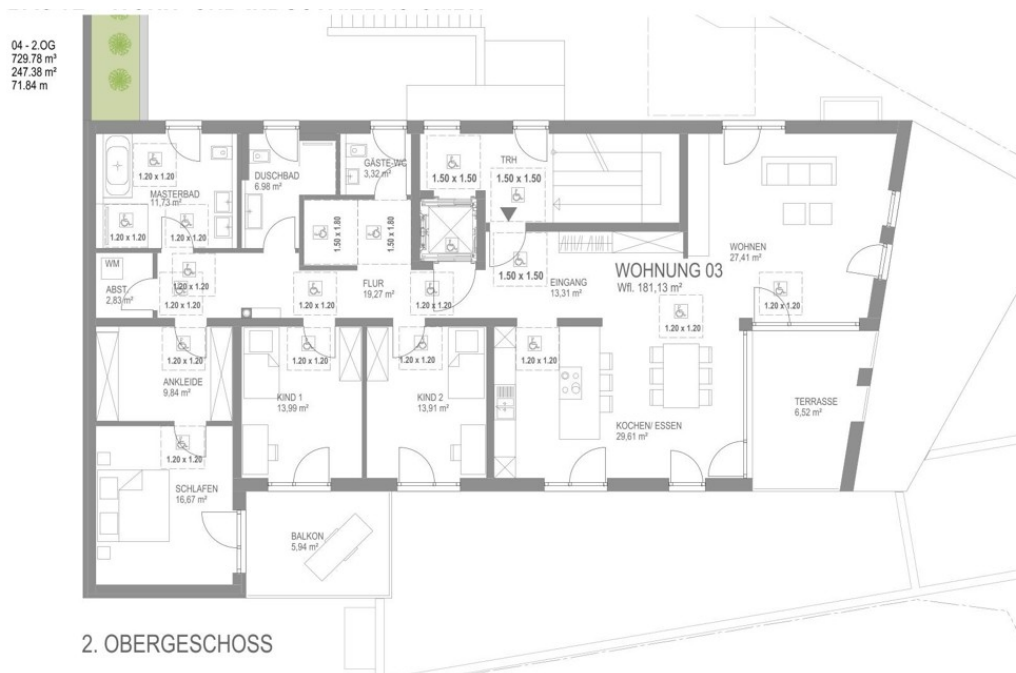 04 - 2.OG
729.78 m³
247.38 m²
71.84 m
MASTERBAD
11,73 m²
1.20 x 1.20
1.20 x 1.20
1.20 x 1.20
DUSCHBAD
6.98 m²
GÄSTE-WC
3,32 m²
1.50 x 1.80
1.50 x 1.80
1.50 x 1.50
TRH
1.50 x 1.50
WOHNEN
27,41 m²
WM
ABST.
2,83 m²
1.20 x 1.20
1.20 x 1.20
1.20 x 1.20
FLUR
19,27 m²
1.20 x 1.20
1.50 x 1.50
EINGANG
13,31 m²
WOHNUNG 03
Wfl. 181,13 m²
1.20 x 1.20
1.20 x 1.20
1.20 x 1.20
ANKLEIDE
9,84 m²
1.20 x 1.20
KIND 1
13,99 m²
1.20 x 1.20
KIND 2
13,91 m²
1.20 x 1.20
KOCHEN/ ESSEN
29,61 m²
TERRASSE
6,52 m²
1.20 x 1.20
SCHLAFEN
16,67 m²
BALKON
5,94 m²
2. OBERGESCHOSS